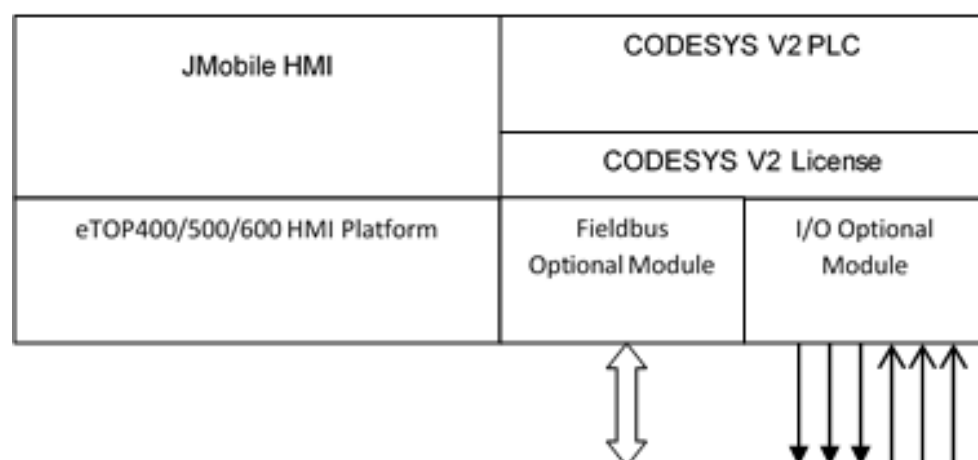 JMobile HMI
CODESYS V2 PLC
CODESYS V2 License
eTOP400/500/600 HMI Platform
Fieldbus
Optional Module
I/O Optional
Module